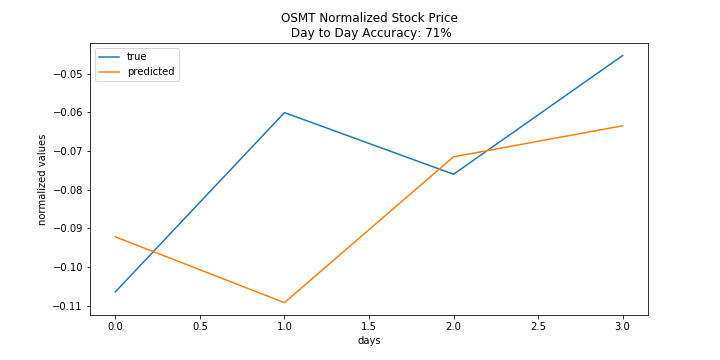 OSMT Normalized Stock Price
Day to Day Accuracy: 71%
true
predicted
normalized values
−0.05
−0.06
−0.07
−0.08
−0.09
−0.10
−0.11
0.0 0.5 1.0 1.5 2.0 2.5 3.0
days